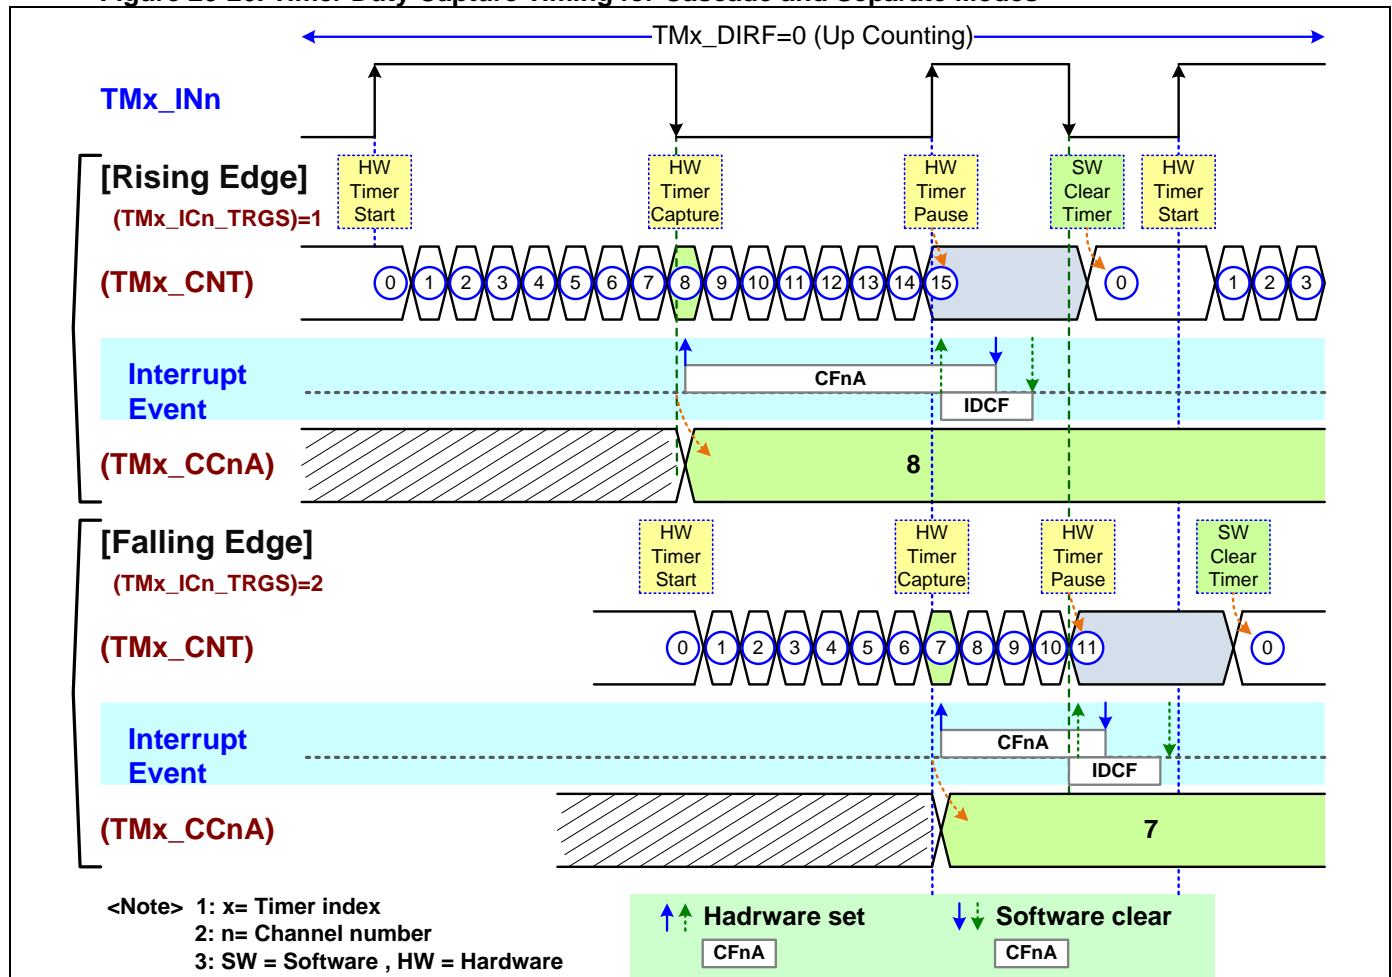 TMx_DIRF=0 (Up Counting)
TMx_INn
[Rising Edge]
(TMx_ICn_TRGS)=1
HW
Timer
Start
HW
Timer
Capture
HW
Timer
Pause
SW
Clear
Timer
HW
Timer
Start
(TMx_CNT)
0 1 2 3 4 5 6 7 8 9 10 11 12 13 14 15 0 1 2 3
Interrupt
Event
CFnA
IDCF
(TMx_CCnA)
8
[Falling Edge]
(TMx_ICn_TRGS)=2
HW
Timer
Start
HW
Timer
Capture
HW
Timer
Pause
SW
Clear
Timer
(TMx_CNT)
0 1 2 3 4 5 6 7 8 9 10 11 0
Interrupt
Event
CFnA
IDCF
(TMx_CCnA)
7
<Note> 1: x= Timer index
2: n= Channel number
3: SW = Software , HW = Hardware
Hadrware set
CFnA
Software clear
CFnA